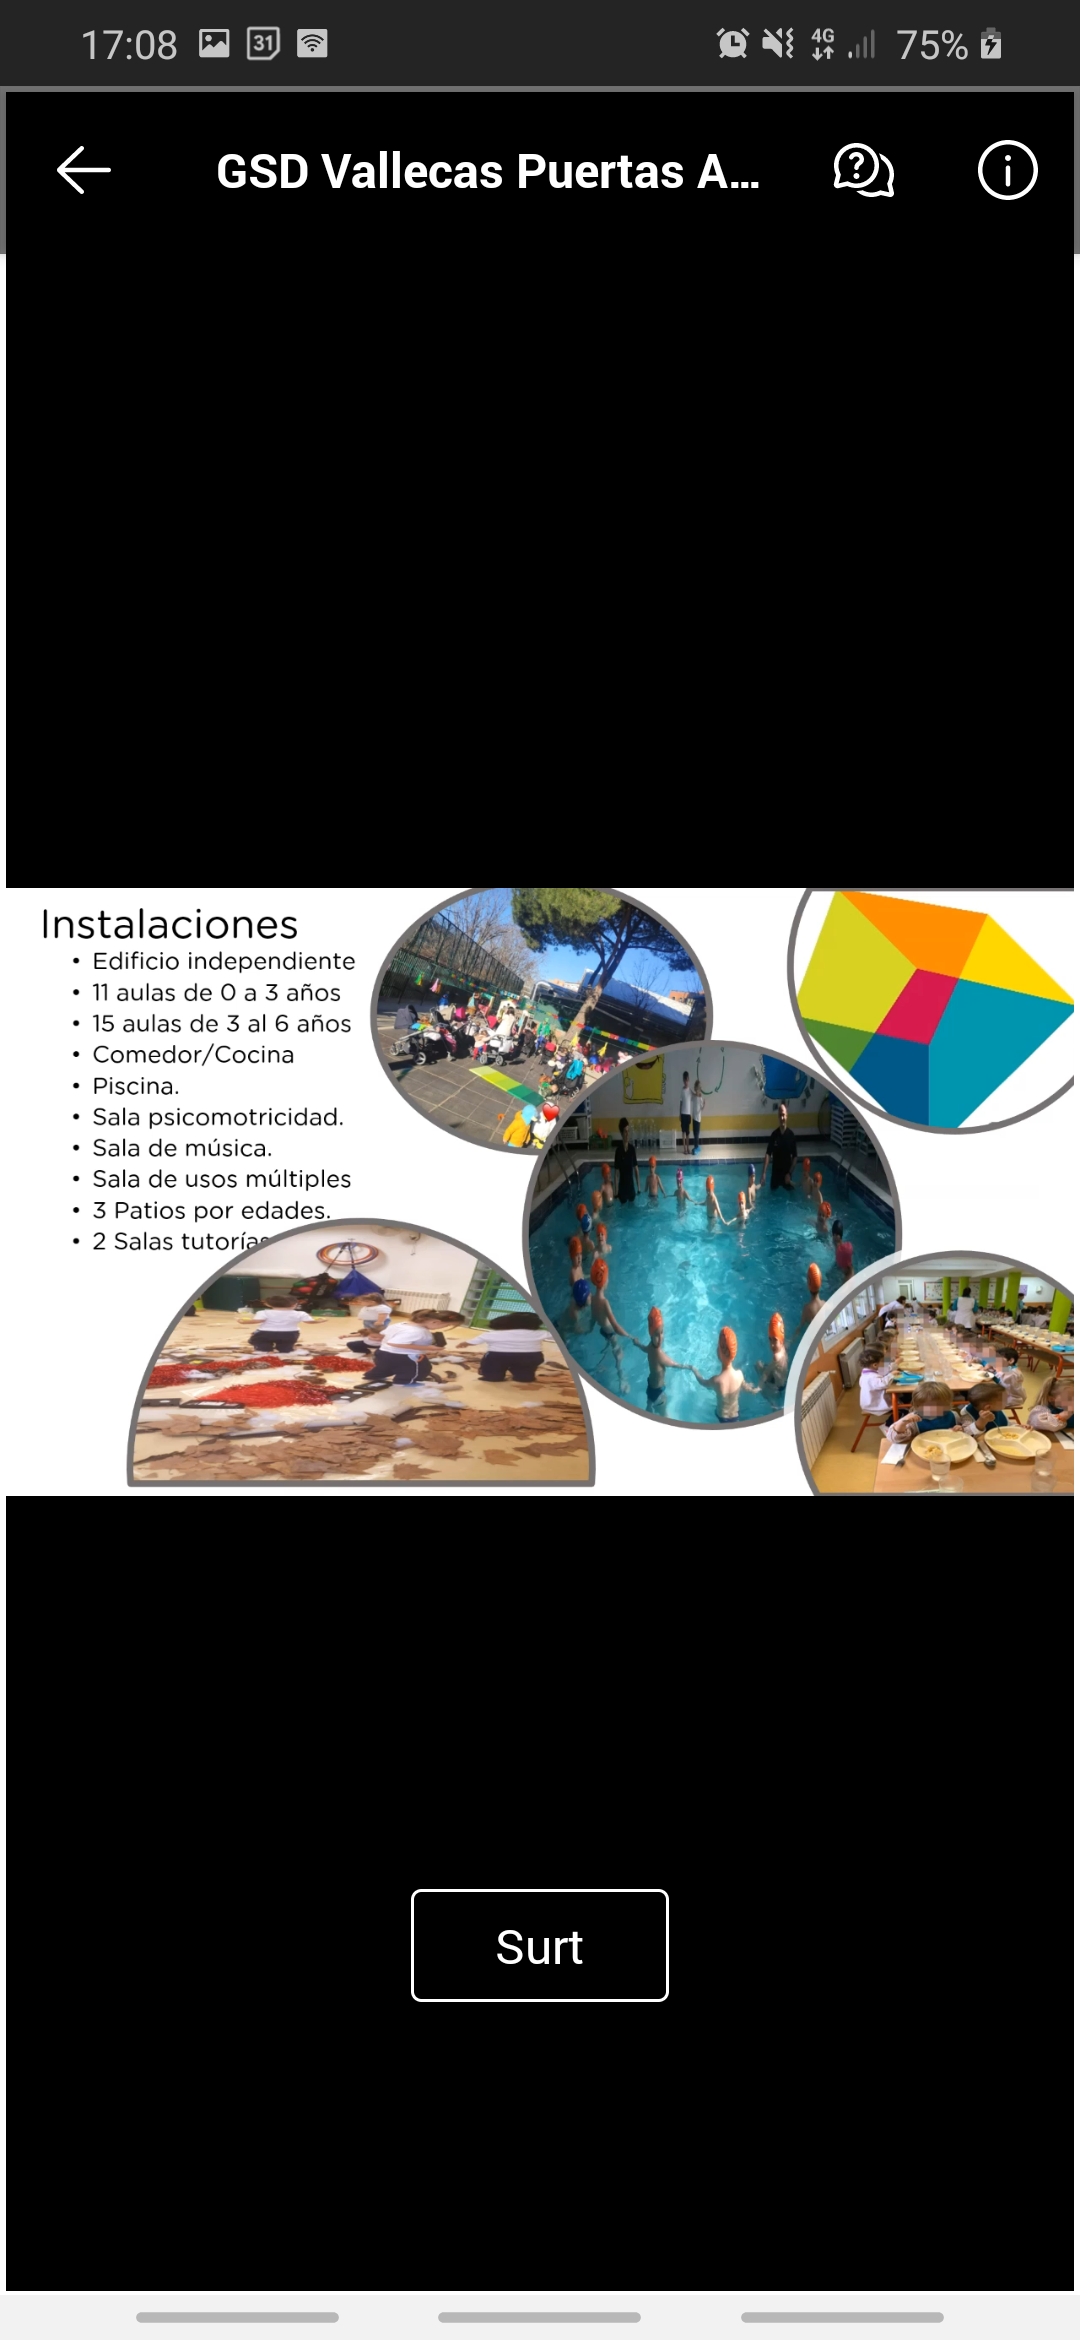 17:08 31 4G 75%
GSD Vallecas Puertas A...
Instalaciones
• Edificio independiente
• 11 aulas de 0 a 3 años
• 15 aulas de 3 al 6 años
• Comedor/Cocina
• Piscina.
• Sala psicomotricidad.
• Sala de música.
• Sala de usos múltiples
• 3 Patios por edades.
• 2 Salas tutorías
Surt